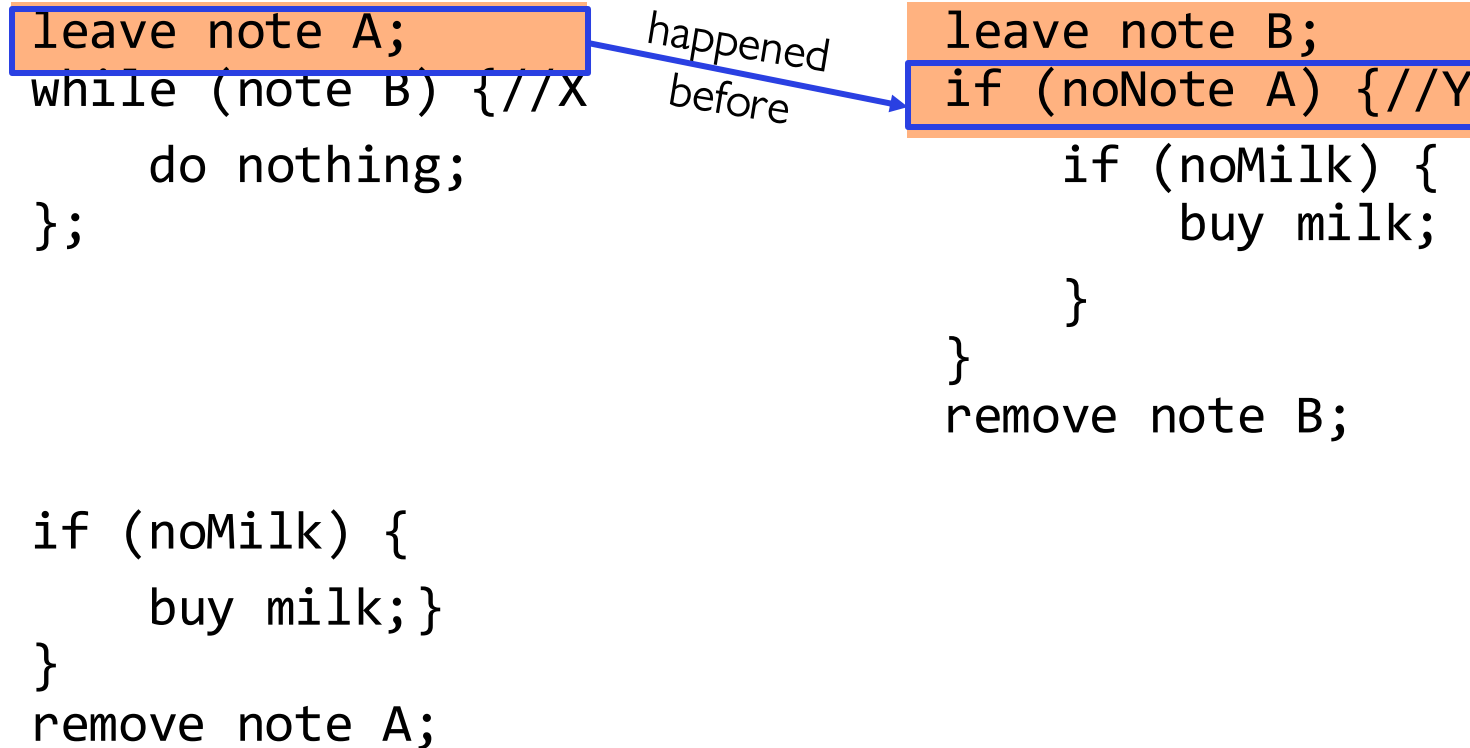 leave note A;
while (note B) {//X
    do nothing;
};
if (noMilk) {
    buy milk;}
}
remove note A;
happened
before
leave note B;
if (noNote A) {//Y
    if (noMilk) {
        buy milk;
    }
}
remove note B;